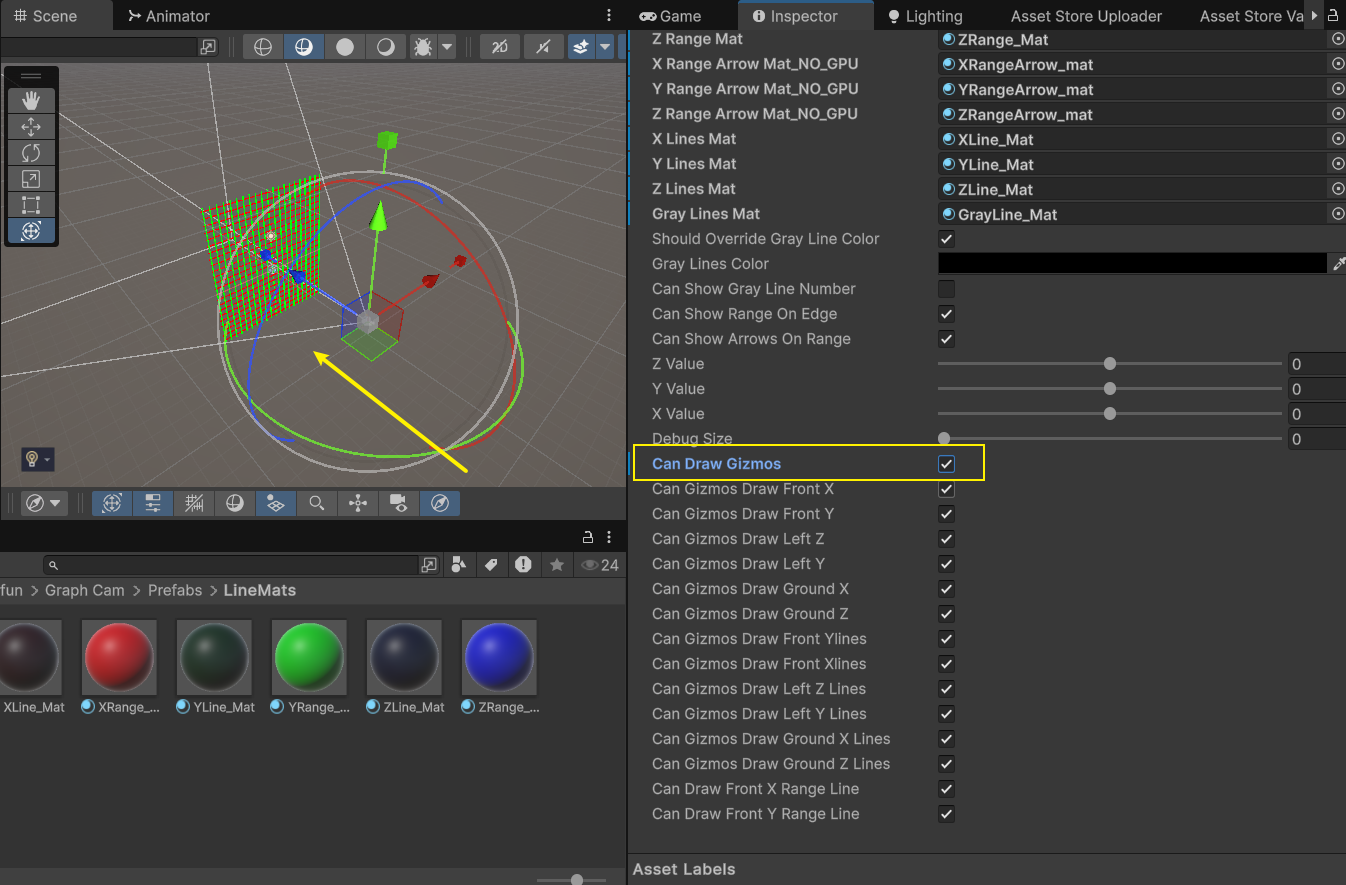 Scene
Animator
Game
Inspector
Lighting
Asset Store Uploader
Asset Store Va
2D
Z Range Mat
ZRange_Mat
X Range Arrow Mat_NO_GPU
XRangeArrow_mat
Y Range Arrow Mat_NO_GPU
YRangeArrow_mat
Z Range Arrow Mat_NO_GPU
ZRangeArrow_mat
X Lines Mat
XLine_Mat
Y Lines Mat
YLine_Mat
Z Lines Mat
ZLine_Mat
Gray Lines Mat
GrayLine_Mat
Should Override Gray Line Color
Gray Lines Color
Can Show Gray Line Number
Can Show Range On Edge
Can Show Arrows On Range
Z Value
0
Y Value
0
X Value
0
Debug Size
0
Can Draw Gizmos
Can Gizmos Draw Front X
Can Gizmos Draw Front Y
Can Gizmos Draw Left Z
Can Gizmos Draw Left Y
Can Gizmos Draw Ground X
Can Gizmos Draw Ground Z
Can Gizmos Draw Front Ylines
Can Gizmos Draw Front Xlines
Can Gizmos Draw Left Z Lines
Can Gizmos Draw Left Y Lines
Can Gizmos Draw Ground X Lines
Can Gizmos Draw Ground Z Lines
Can Draw Front X Range Line
Can Draw Front Y Range Line
Asset Labels
24
fun > Graph Cam > Prefabs > LineMats
XLine_Mat
XRange_...
YLine_Mat
YRange_...
ZLine_Mat
ZRange_...